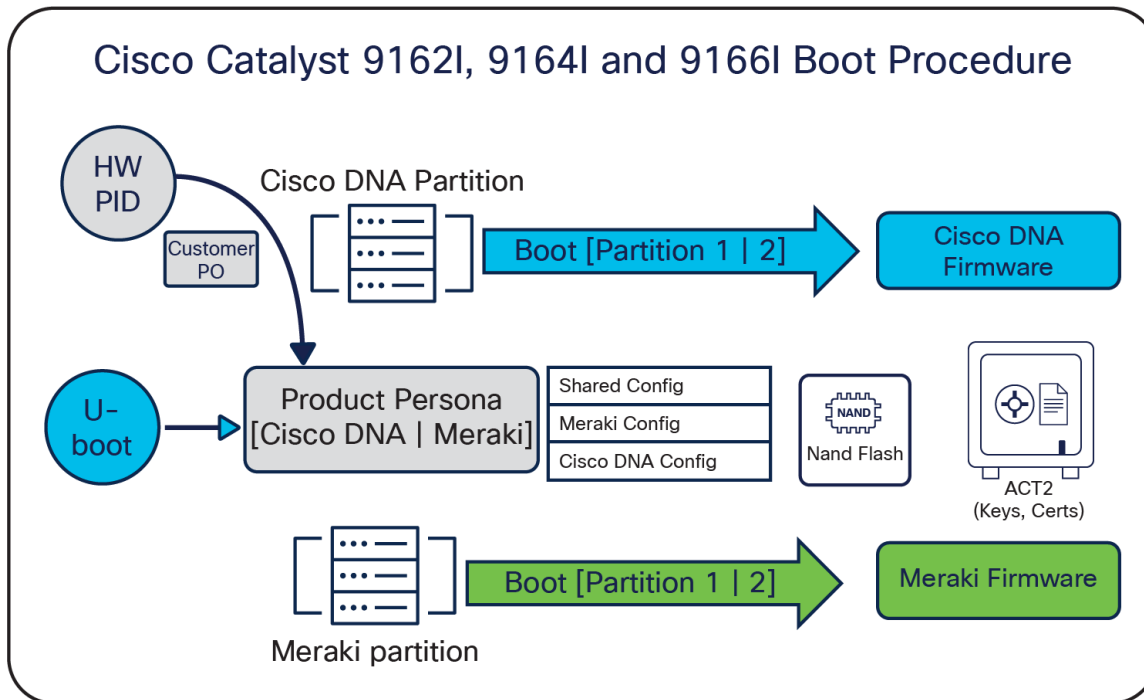 Cisco Catalyst 9162I, 9164I and 9166I Boot Procedure
HW
PID
Customer
PO
Cisco DNA Partition
Boot [Partition 1 | 2]
Cisco DNA
Firmware
U-
boot
Product Persona
[Cisco DNA | Meraki]
Shared Config
Meraki Config
Cisco DNA Config
NAND
Nand Flash
ACT2
(Keys, Certs)
Boot [Partition 1 | 2]
Meraki Firmware
Meraki partition